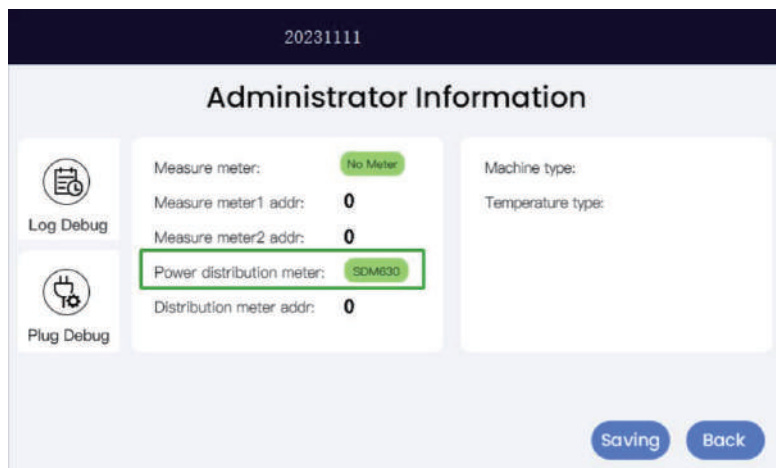 20231111
Administrator Information
Log Debug
Plug Debug
Measure meter: No Meter
Measure meter1 addr: 0
Measure meter2 addr: 0
Power distribution meter: SDM630
Distribution meter addr: 0
Machine type:
Temperature type:
Saving
Back